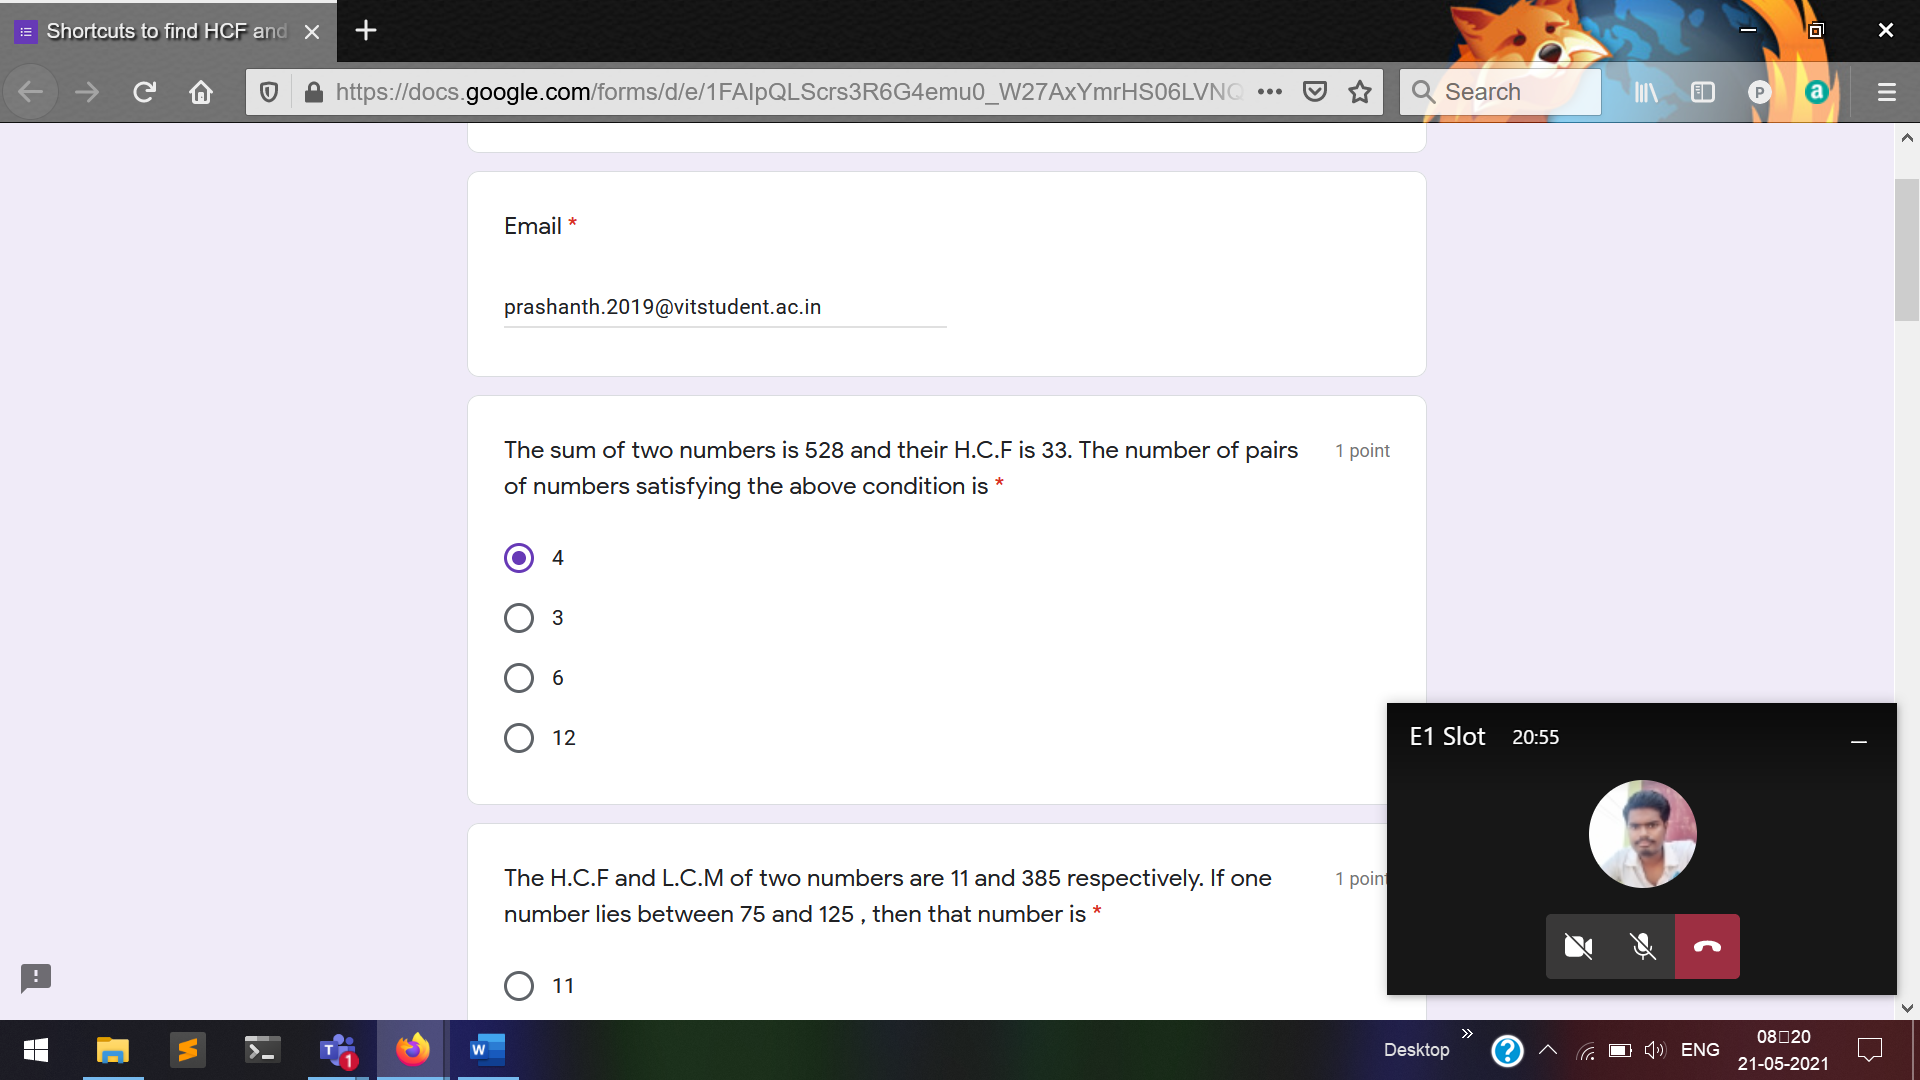 Shortcuts to find HCF and
https://docs.google.com/forms/d/e/1FAIpQLScrs3R6G4emu0_W27AxYmrHS06LVNQ
Search
Email *
prashanth.2019@vitstudent.ac.in
The sum of two numbers is 528 and their H.C.F is 33. The number of pairs
of numbers satisfying the above condition is *
1 point
4
3
6
12
The H.C.F and L.C.M of two numbers are 11 and 385 respectively. If one
number lies between 75 and 125 , then that number is *
1 point
11
E1 Slot 20:55
Desktop
ENG
08▯20
21-05-2021